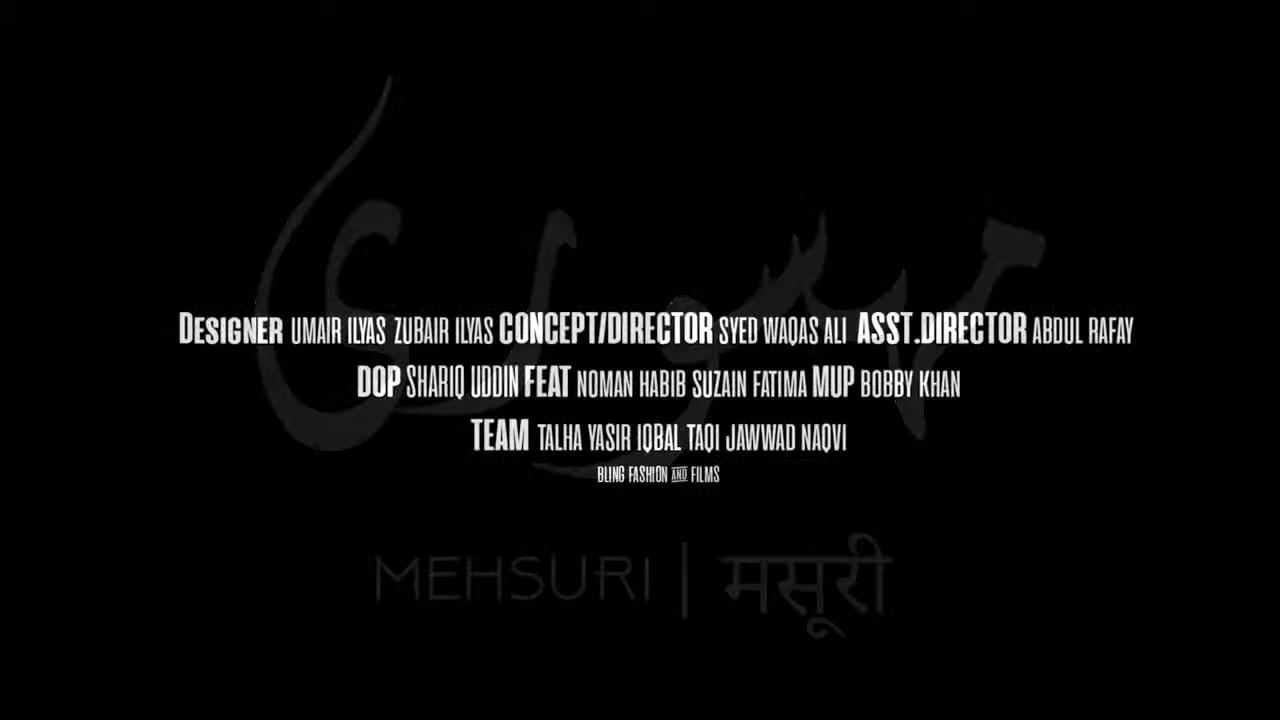 Designer UMAIR ILYAS ZUBAIR ILYAS CONCEPT/DIRECTOR SYED WAQAS ALI ASST.DIRECTOR ABDUL RAFAY
DOP SHARIQ UDDIN FEAT NOMAN HABIB SUZAIN FATIMA MUP BOBBY KHAN
TEAM TALHA YASIR IQBAL TAQI JAWWAD NAQVI
BLING FASHION AND FILMS
MEHSURI | मसूरी